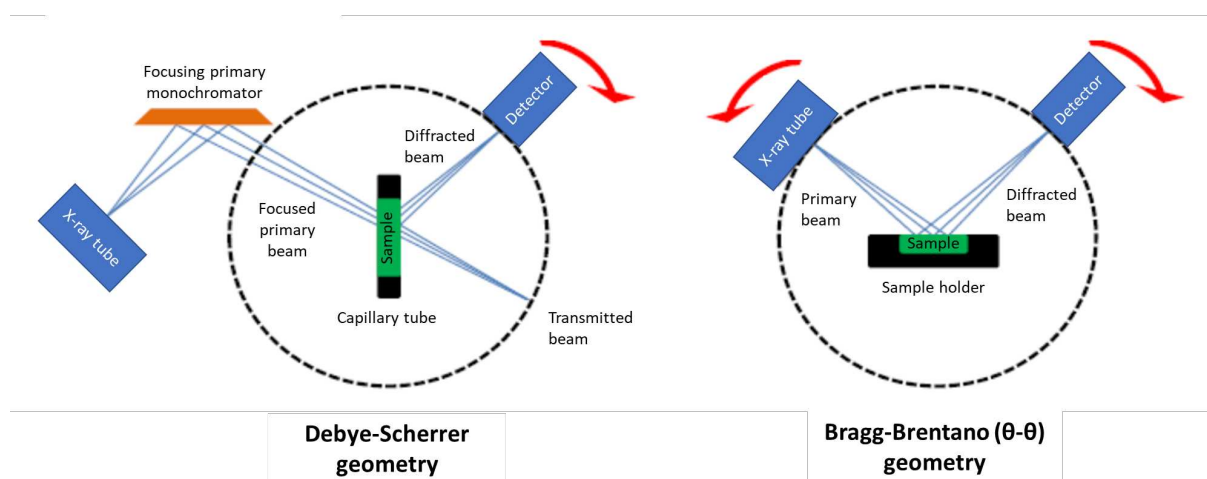 Focusing primary
monochromator
X-ray tube
Focused
primary
beam
Diffracted
beam
Detector
Sample
Capillary tube
Transmitted
beam
Debye-Scherrer
geometry
X-ray tube
Primary
beam
Detector
Diffracted
beam
Sample
Sample holder
Bragg-Brentano (θ-θ)
geometry